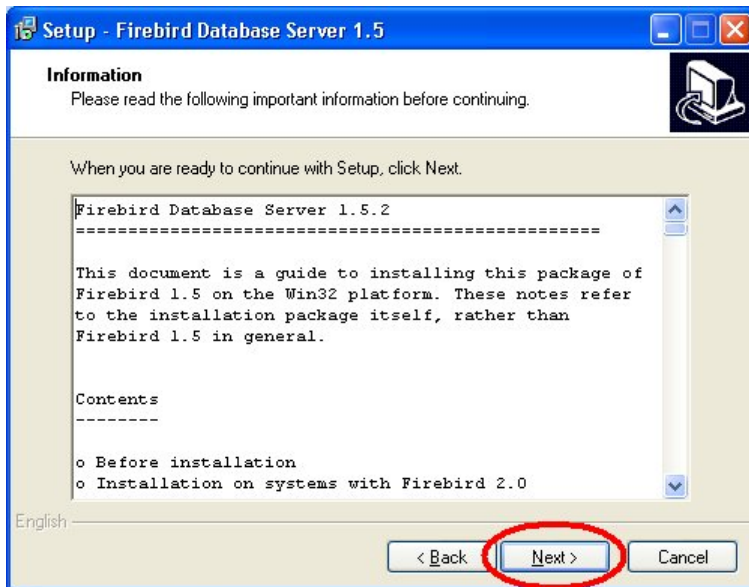 Setup - Firebird Database Server 1.5
Information
Please read the following important information before continuing.
When you are ready to continue with Setup, click Next.
Firebird Database Server 1.5.2
==================================================
This document is a guide to installing this package of
Firebird 1.5 on the Win32 platform. These notes refer
to the installation package itself, rather than
Firebird 1.5 in general.
Contents
--------
o Before installation
o Installation on systems with Firebird 2.0
English
< Back Next > Cancel